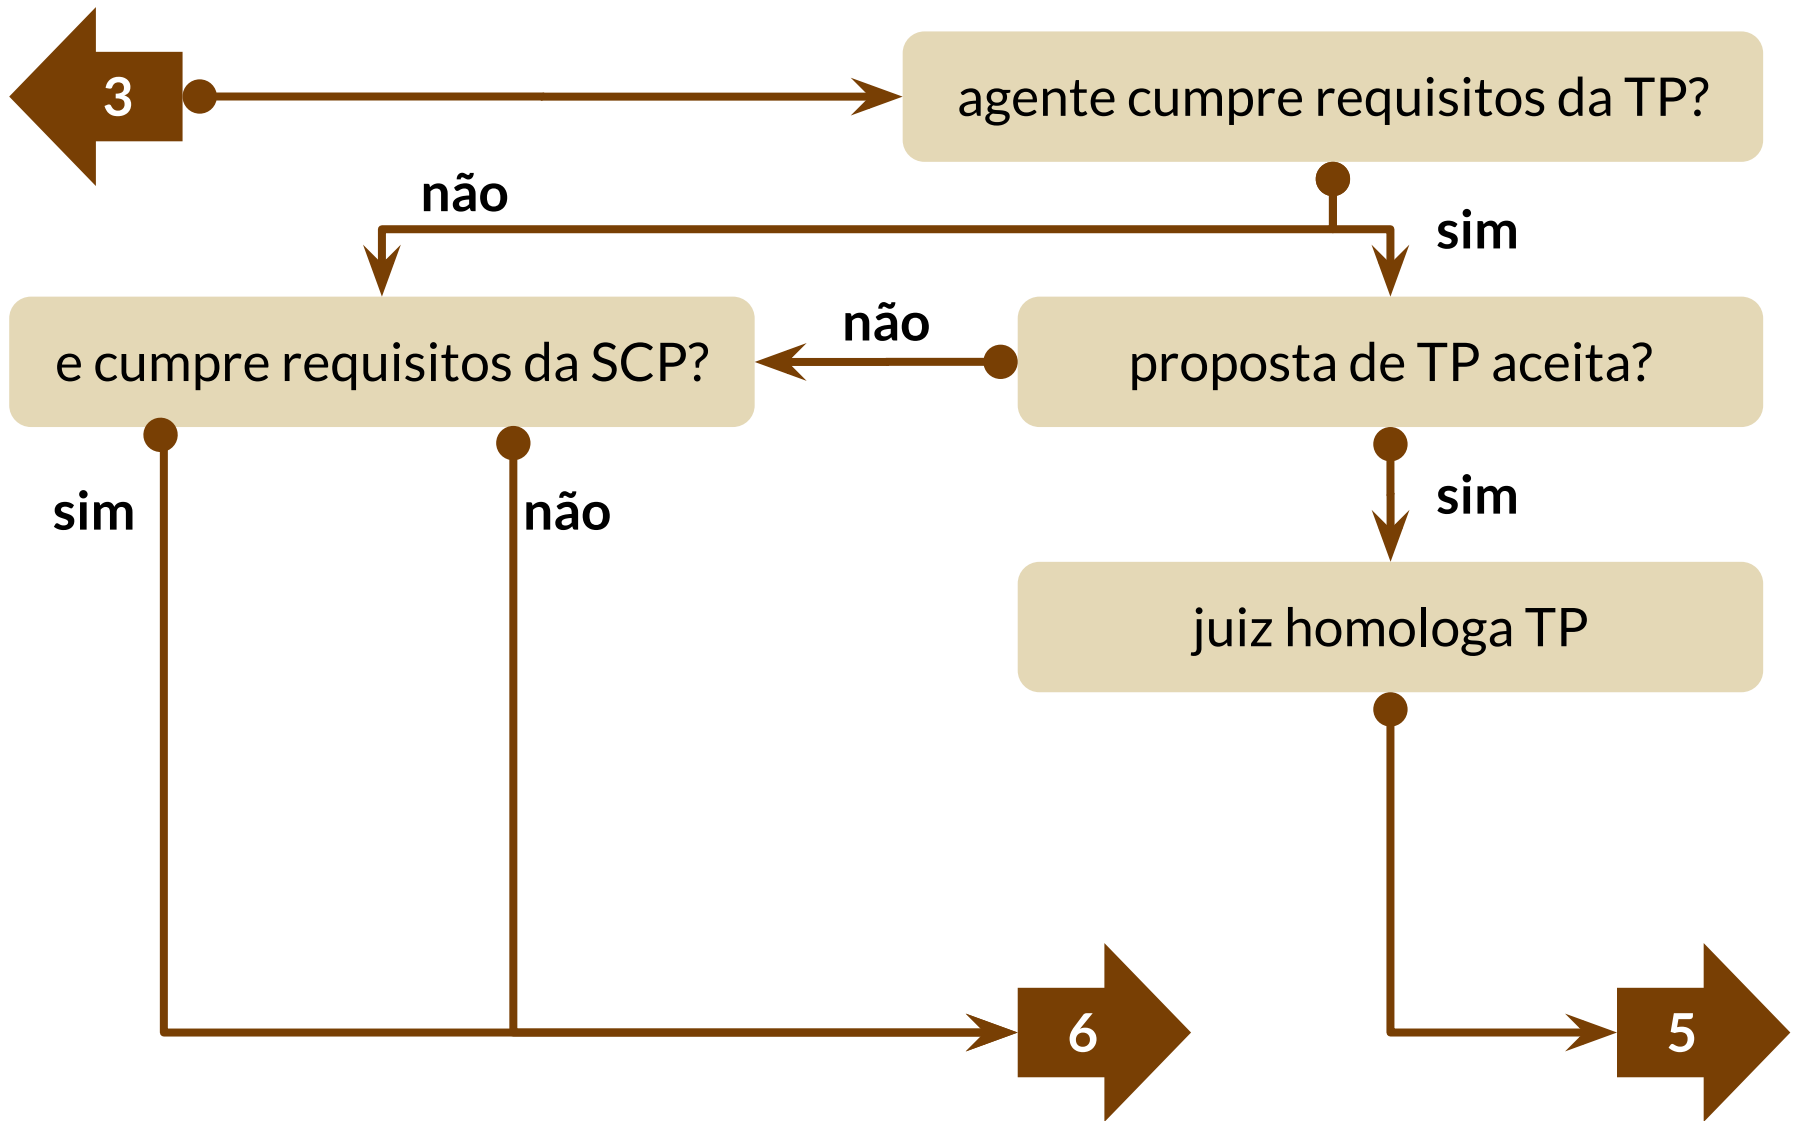 3
agente cumpre requisitos da TP?
não
sim
e cumpre requisitos da SCP?
não
proposta de TP aceita?
sim
não
sim
juiz homologa TP
6
5